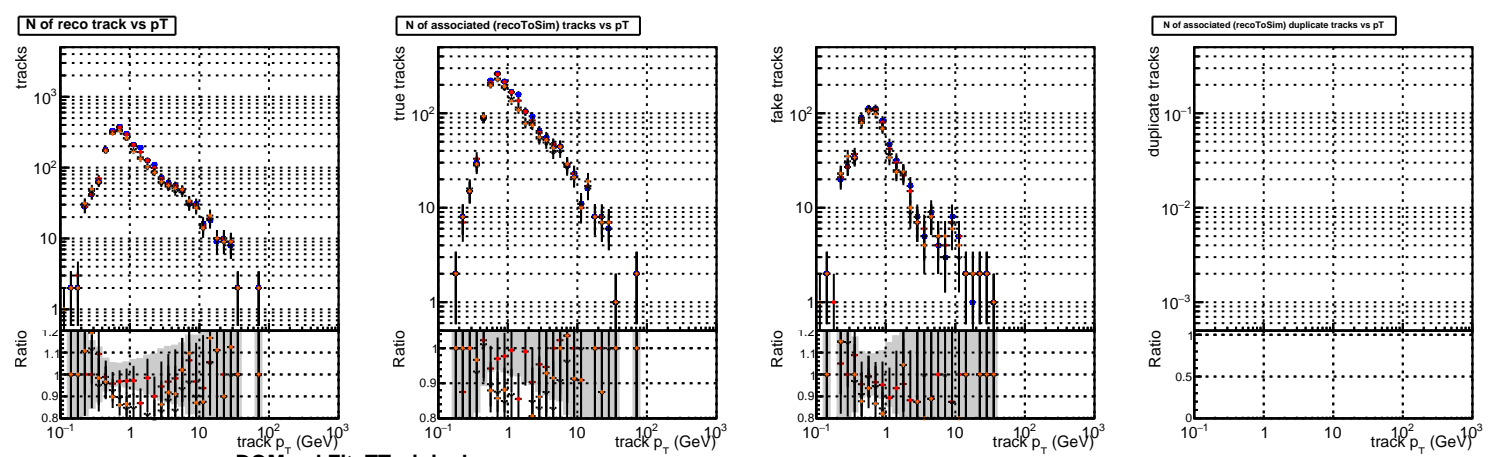 N of reco track vs pT
tracks
10^3
10^2
10
1
Ratio
1.2
1.1
1
0.9
0.8
10^-1 1 10 10^2 10^3
track p_T (GeV)
N of associated (recoToSim) tracks vs pT
true tracks
10^2
10
1
Ratio
1
0.9
0.8
10^-1 1 10 10^2 10^3
track p_T (GeV)
fake tracks
10^2
10
1
Ratio
1.2
1.1
1
0.9
0.8
10^-1 1 10 10^2 10^3
track p_T (GeV)
N of associated (recoToSim) duplicate tracks vs pT
duplicate tracks
10^-1
10^-2
10^-3
Ratio
1
0.5
0
10^-1 1 10 10^2 10^3
track p_T (GeV)